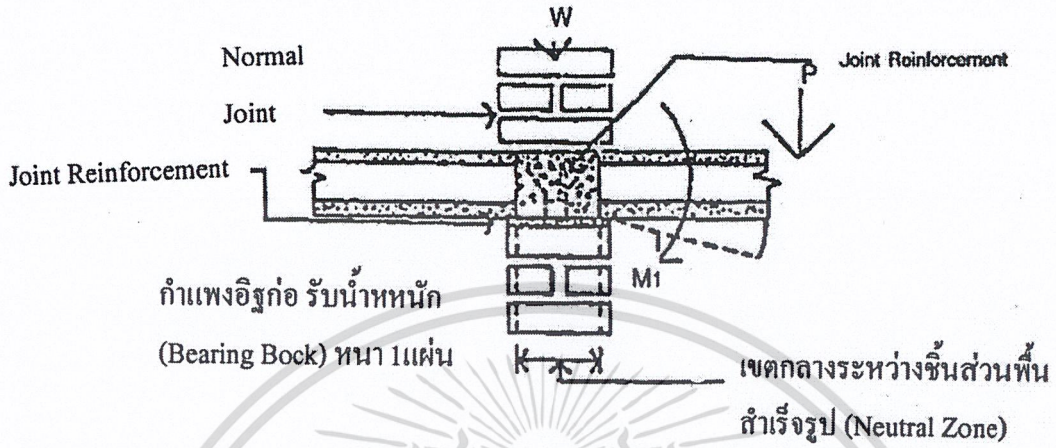 W
Normal
Joint Reinforcement
P
Joint
Joint Reinforcement
M1
กำแพงอิฐก่อ รับน้ำหหนัก
(Bearing Bock) หนา 1แผ่น
เขตกลางระหว่างชิ้นส่วนพื้น
สำเร็จรูป (Neutral Zone)